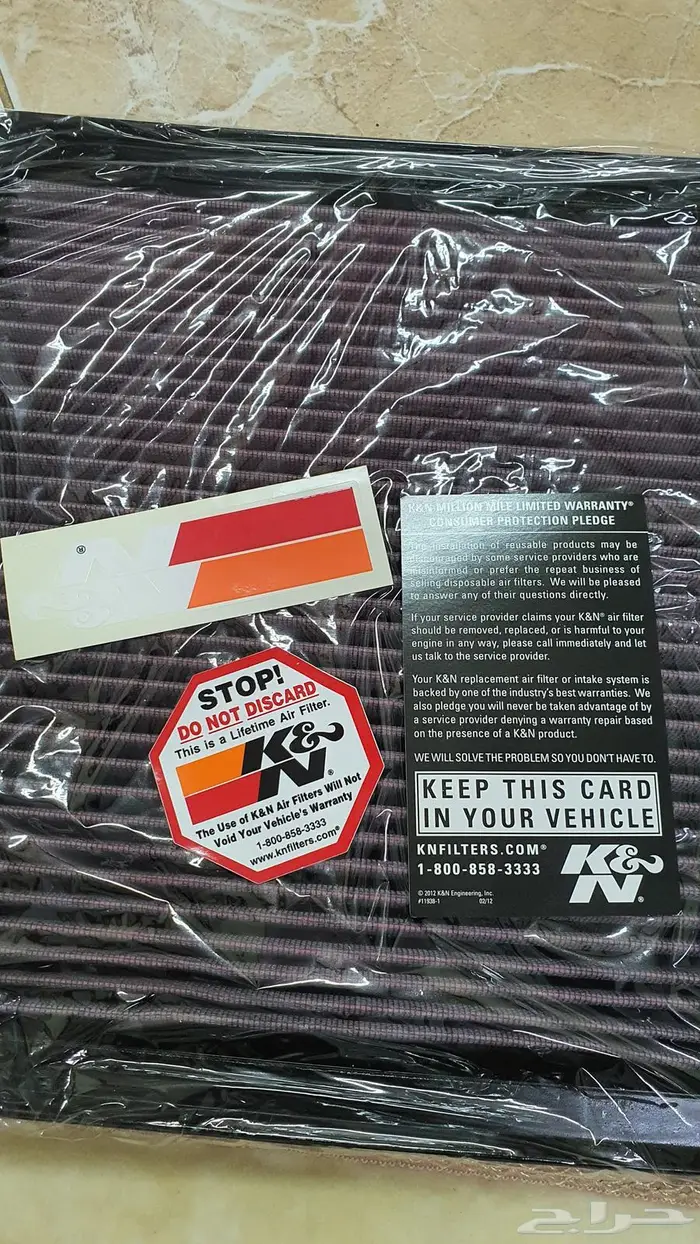 ®
STOP!
DO NOT DISCARD
This is a Lifetime Air Filter.
K&N®
The Use of K&N Air Filters Will Not
Void Your Vehicle's Warranty
1-800-858-3333
www.knfilters.com®
K&N MILLION MILE LIMITED WARRANTY®
CONSUMER PROTECTION PLEDGE
The installation of reusable products may be
discouraged by some service providers who are
misinformed or prefer the repeat business of
selling disposable air filters. We will be pleased
to answer any of their questions directly.
If your service provider claims your K&N® air filter
should be removed, replaced, or is harmful to your
engine in any way, please call immediately and let
us talk to the service provider.
Your K&N replacement air filter or intake system is
backed by one of the industry's best warranties. We
also pledge you will never be taken advantage of by
a service provider denying a warranty repair based
on the presence of a K&N product.
WE WILL SOLVE THE PROBLEM SO YOU DON'T HAVE TO.
KEEP THIS CARD
IN YOUR VEHICLE
KNFILTERS.COM®
1-800-858-3333
K&N®
© 2012 K&N Engineering, Inc.
#11938-1 02/12
حراج